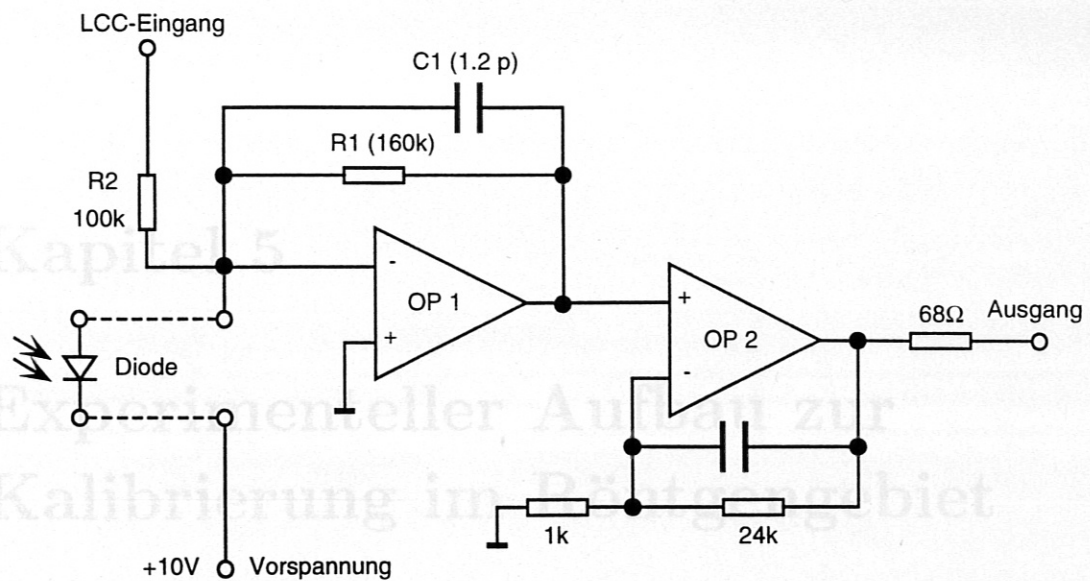 LCC-Eingang
C1 (1.2 p)
R1 (160k)
R2
100k
Kapitel 5
-
OP 1
+
+
OP 2
-
68Ω
Ausgang
Diode
Experimenteller Aufbau zur
Kalibrierung im Röntgengebiet
1k
24k
+10V
Vorspannung